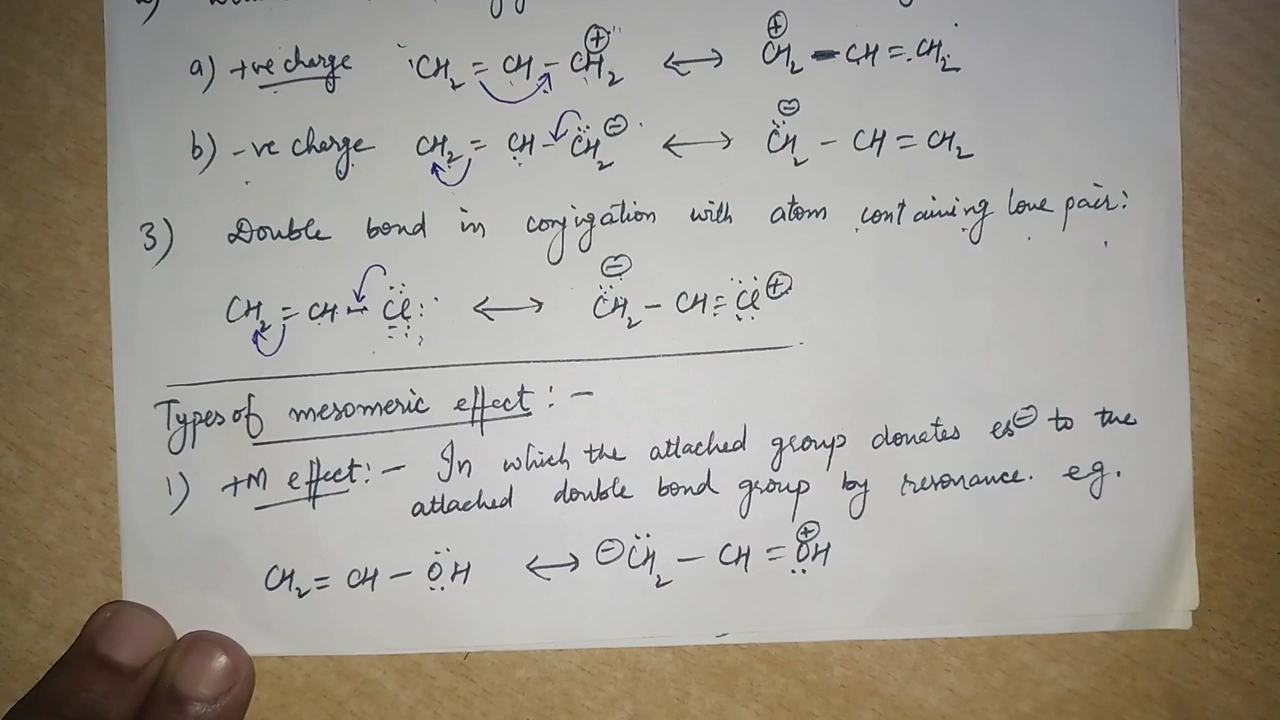 a) +ve charge CH₂ = CH − CH₂⊕ ⟷ ⊕CH₂ − CH = CH₂
b) -ve charge CH₂ = CH − C̈H₂⊖ ⟷ ⊖C̈H₂ − CH = CH₂
3) Double bond in conjigation with atom containing lone pair:
CH₂ = CH − C̈l: ⟷ ⊖C̈H₂ − CH = C̈l⊕
Types of mesomeric effect : −
1) +M effect: − In which the attached group donates es⊖ to the
attached double bond group by resonance. eg.
CH₂ = CH − ÖH ⟷ ⊖C̈H₂ − CH = ⊕ÖH